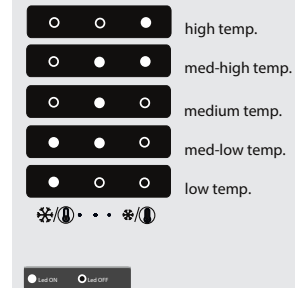 high temp.
med-high temp.
medium temp.
med-low temp.
low temp.
Led ON Led OFF